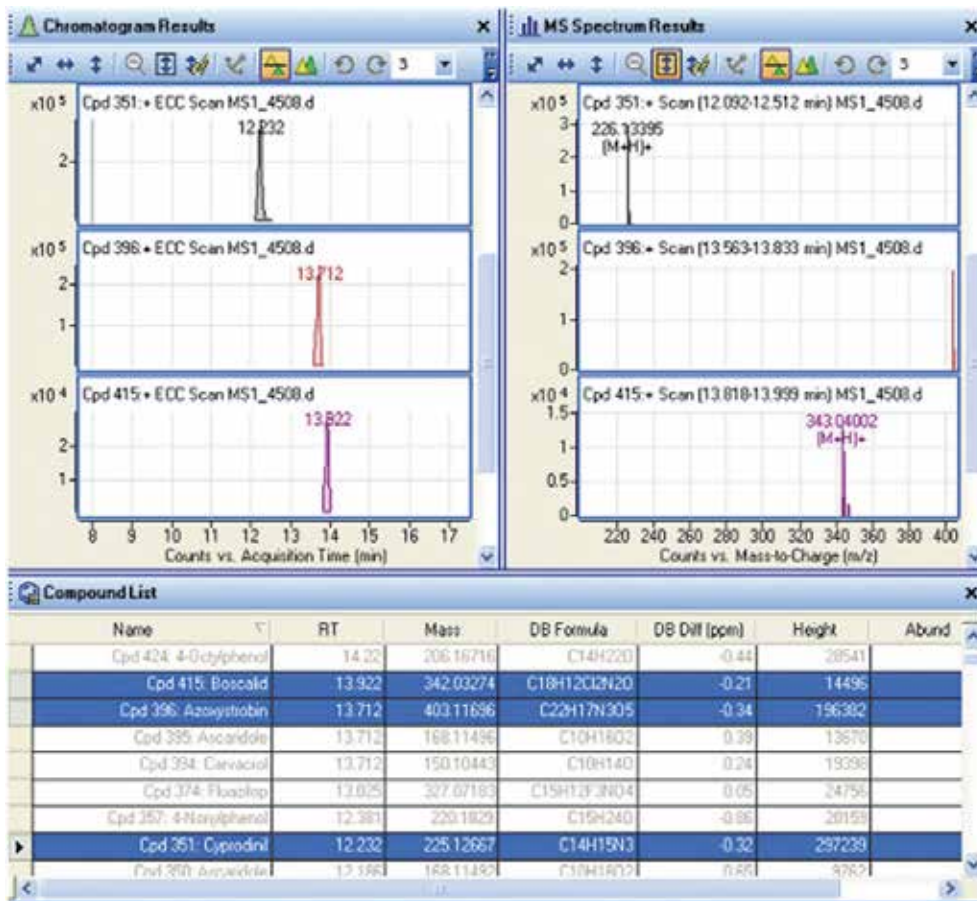 Chromatogram Results
3
x10 5 Cpd 351:+ ECC Scan MS1_4508.d
12.232
2
x10 5 Cpd 396:+ ECC Scan MS1_4508.d
13.712
2
1
x10 4 Cpd 415:+ ECC Scan MS1_4508.d
13.922
2
1
8 9 10 11 12 13 14 15 16 17
Counts vs. Acquisition Time (min)
MS Spectrum Results
3
x10 5 Cpd 351:+ Scan (12.092-12.512 min) MS1_4508.d
3
226.13395
(M+H)+
2
1
0
x10 5 Cpd 396:+ Scan (13.563-13.833 min) MS1_4508.d
2
1
0
x10 4 Cpd 415:+ Scan (13.818-13.999 min) MS1_4508.d
1.5
343.04002
(M+H)+
1
0.5
0
220 240 260 280 300 320 340 360 380 400
Counts vs. Mass-to-Charge (m/z)
Compound List
Name RT Mass DB Formula DB Diff (ppm) Height Abund
Cpd 424: 4-Octylphenol 14.22 206.16716 C14H22O -0.44 28541
Cpd 415: Boscalid 13.922 342.03274 C18H12Cl2N2O -0.21 14496
Cpd 396: Azoxystrobin 13.712 403.11696 C22H17N3O5 -0.34 196382
Cpd 395: Ascaridole 13.712 168.11496 C10H16O2 0.39 13670
Cpd 394: Carvacrol 13.712 150.10443 C10H14O 0.24 19398
Cpd 374: Fluazifop 327.07183 C15H12F3NO4 0.05 24756
Cpd 357: 4-Nonylphenol 12.381 220.1829 C15H24O 20159
Cpd 351: Cyprodinil 12.232 225.12667 C14H15N3 -0.32 297239
Cpd 350: Ascaridole 12.186 168.11492 C10H16O2 0.65 9762